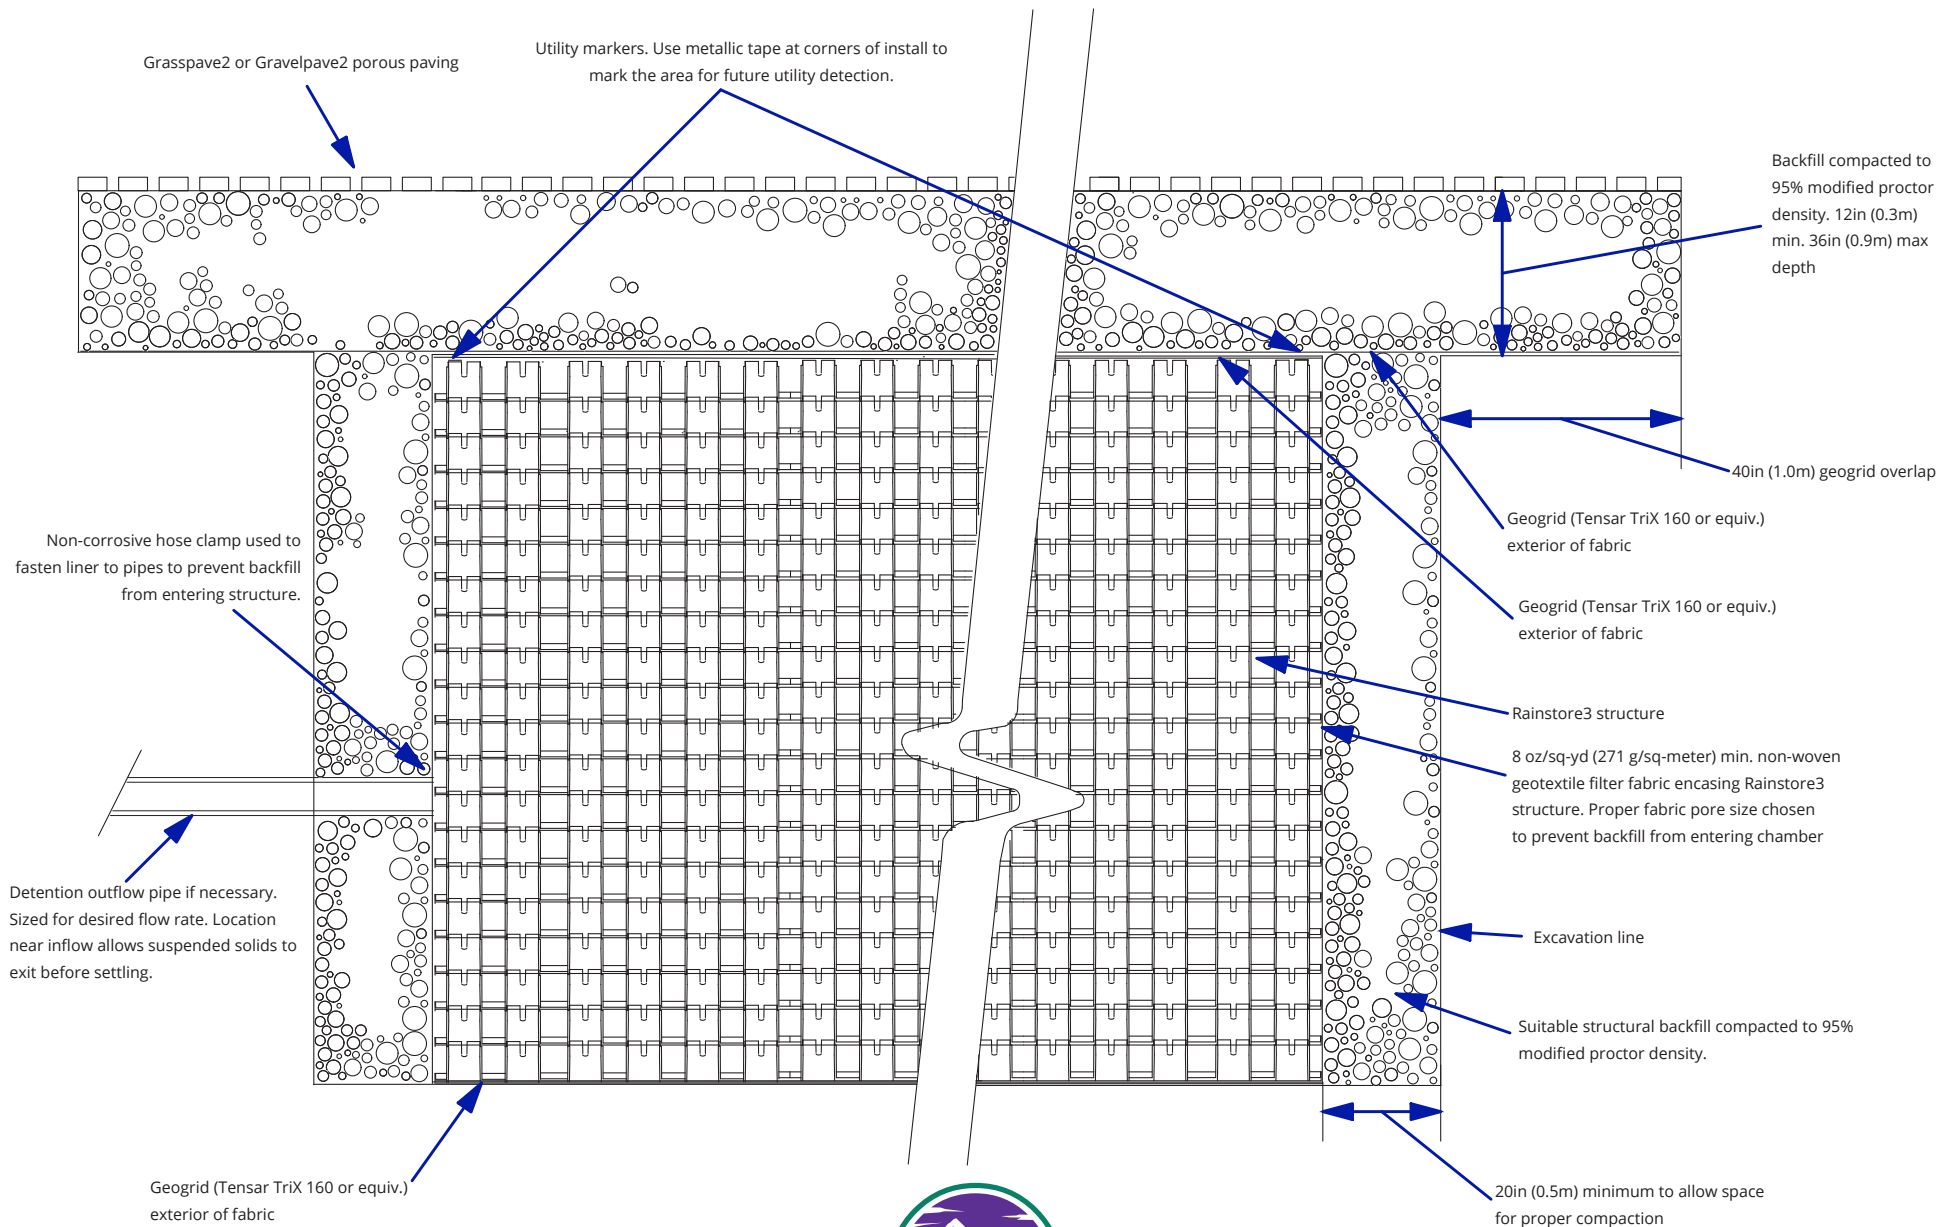 Grasspave2 or Gravelpave2 porous paving
Utility markers. Use metallic tape at corners of install to
mark the area for future utility detection.
Backfill compacted to
95% modified proctor
density. 12in (0.3m)
min. 36in (0.9m) max
depth
40in (1.0m) geogrid overlap
Geogrid (Tensar TriX 160 or equiv.)
exterior of fabric
Non-corrosive hose clamp used to
fasten liner to pipes to prevent backfill
from entering structure.
Geogrid (Tensar TriX 160 or equiv.)
exterior of fabric
Rainstore3 structure
8 oz/sq-yd (271 g/sq-meter) min. non-woven
geotextile filter fabric encasing Rainstore3
structure. Proper fabric pore size chosen
to prevent backfill from entering chamber
Detention outflow pipe if necessary.
Sized for desired flow rate. Location
near inflow allows suspended solids to
exit before settling.
Excavation line
Suitable structural backfill compacted to 95%
modified proctor density.
Geogrid (Tensar TriX 160 or equiv.)
exterior of fabric
20in (0.5m) minimum to allow space
for proper compaction